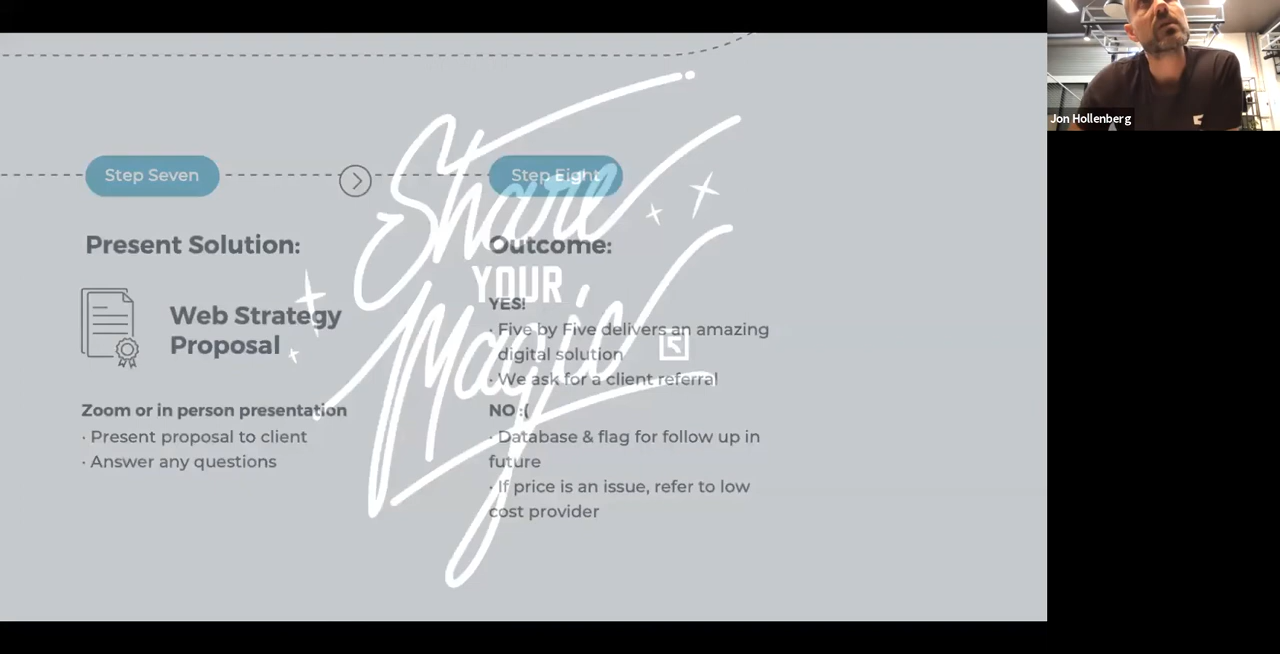 Jon Hollenberg
Step Seven
Step Eight
Present Solution:
Outcome:
Web Strategy
Proposal
YES!
· Five by Five delivers an amazing
digital solution
· We ask for a client referral
Zoom or in person presentation
· Present proposal to client
· Answer any questions
NO :(
· Database & flag for follow up in
future
· If price is an issue, refer to low
cost provider
Share
YOUR
Magic